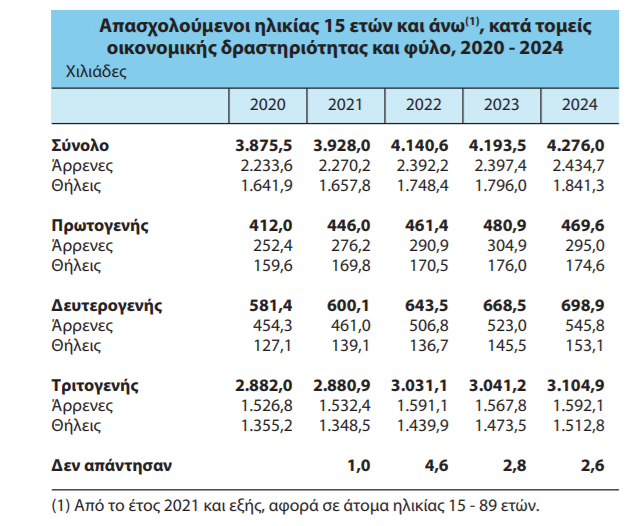 Απασχολούμενοι ηλικίας 15 ετών και άνω(1), κατά τομείς
οικονομικής δραστηριότητας και φύλο, 2020 - 2024
Χιλιάδες
2020 2021 2022 2023 2024
Σύνολο 3.875,5 3.928,0 4.140,6 4.193,5 4.276,0
Άρρενες 2.233,6 2.270,2 2.392,2 2.397,4 2.434,7
Θήλεις 1.641,9 1.657,8 1.748,4 1.796,0 1.841,3
Πρωτογενής 412,0 446,0 461,4 480,9 469,6
Άρρενες 252,4 276,2 290,9 304,9 295,0
Θήλεις 159,6 169,8 170,5 176,0 174,6
Δευτερογενής 581,4 600,1 643,5 668,5 698,9
Άρρενες 454,3 461,0 506,8 523,0 545,8
Θήλεις 127,1 139,1 136,7 145,5 153,1
Τριτογενής 2.882,0 2.880,9 3.031,1 3.041,2 3.104,9
Άρρενες 1.526,8 1.532,4 1.591,1 1.567,8 1.592,1
Θήλεις 1.355,2 1.348,5 1.439,9 1.473,5 1.512,8
Δεν απάντησαν 1,0 4,6 2,8 2,6
(1) Από το έτος 2021 και εξής, αφορά σε άτομα ηλικίας 15 - 89 ετών.